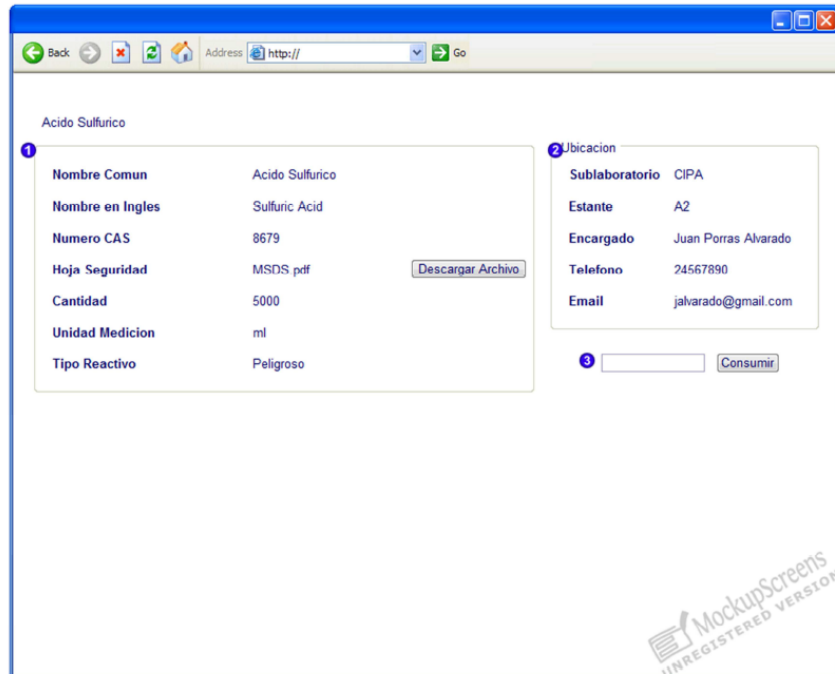 Back Address http:// Go
Acido Sulfurico
1
Nombre Comun Acido Sulfurico
Nombre en Ingles Sulfuric Acid
Numero CAS 8679
Hoja Seguridad MSDS.pdf Descargar Archivo
Cantidad 5000
Unidad Medicion ml
Tipo Reactivo Peligroso
2 Ubicacion
Sublaboratorio CIPA
Estante A2
Encargado Juan Porras Alvarado
Telefono 24567890
Email jalvarado@gmail.com
3 Consumir
MockupScreens
UNREGISTERED VERSION